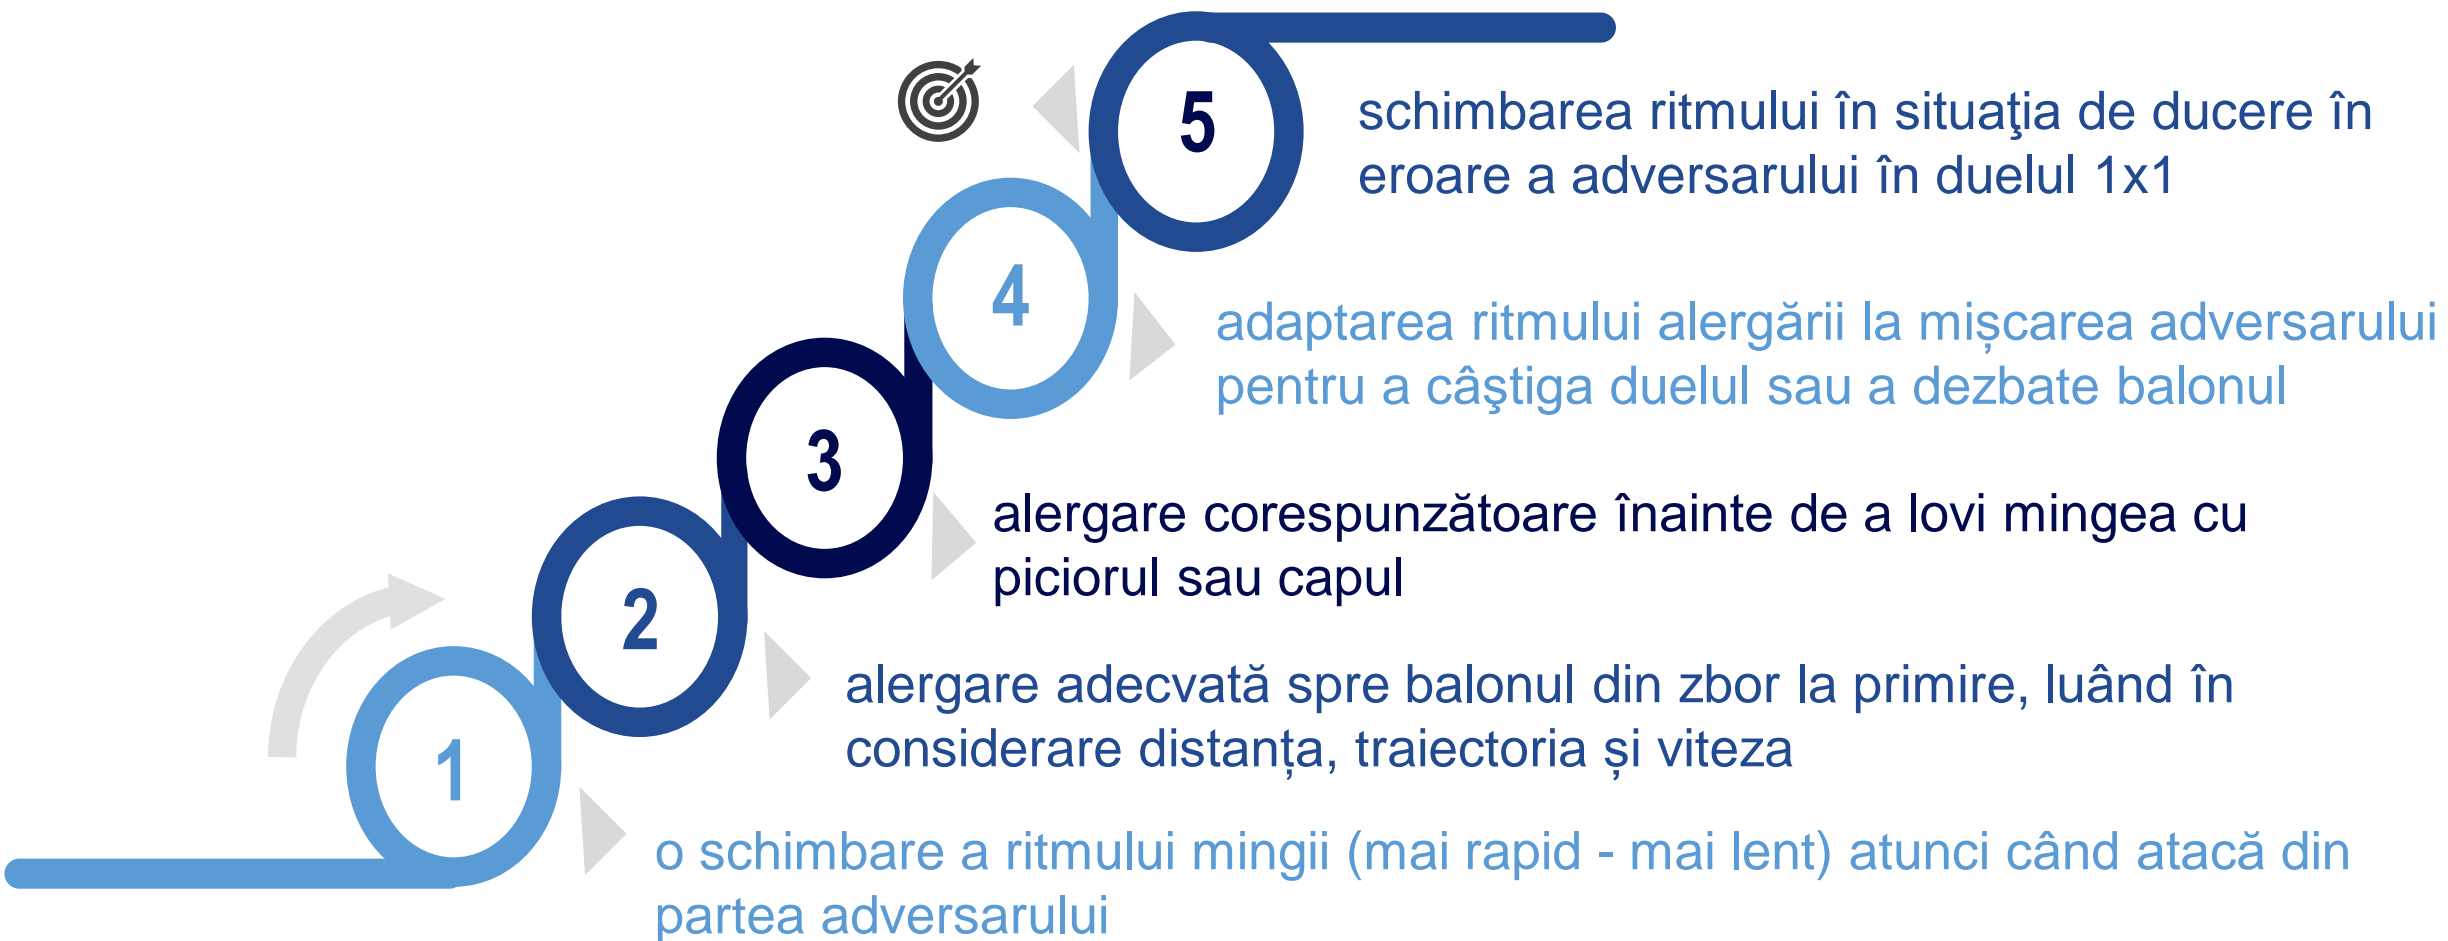 5
schimbarea ritmului în situaţia de ducere în
eroare a adversarului în duelul 1x1
4
adaptarea ritmului alergării la mișcarea adversarului
pentru a câştiga duelul sau a dezbate balonul
3
alergare corespunzătoare înainte de a lovi mingea cu
piciorul sau capul
2
alergare adecvată spre balonul din zbor la primire, luând în
considerare distanța, traiectoria și viteza
1
o schimbare a ritmului mingii (mai rapid - mai lent) atunci când atacă din
partea adversarului